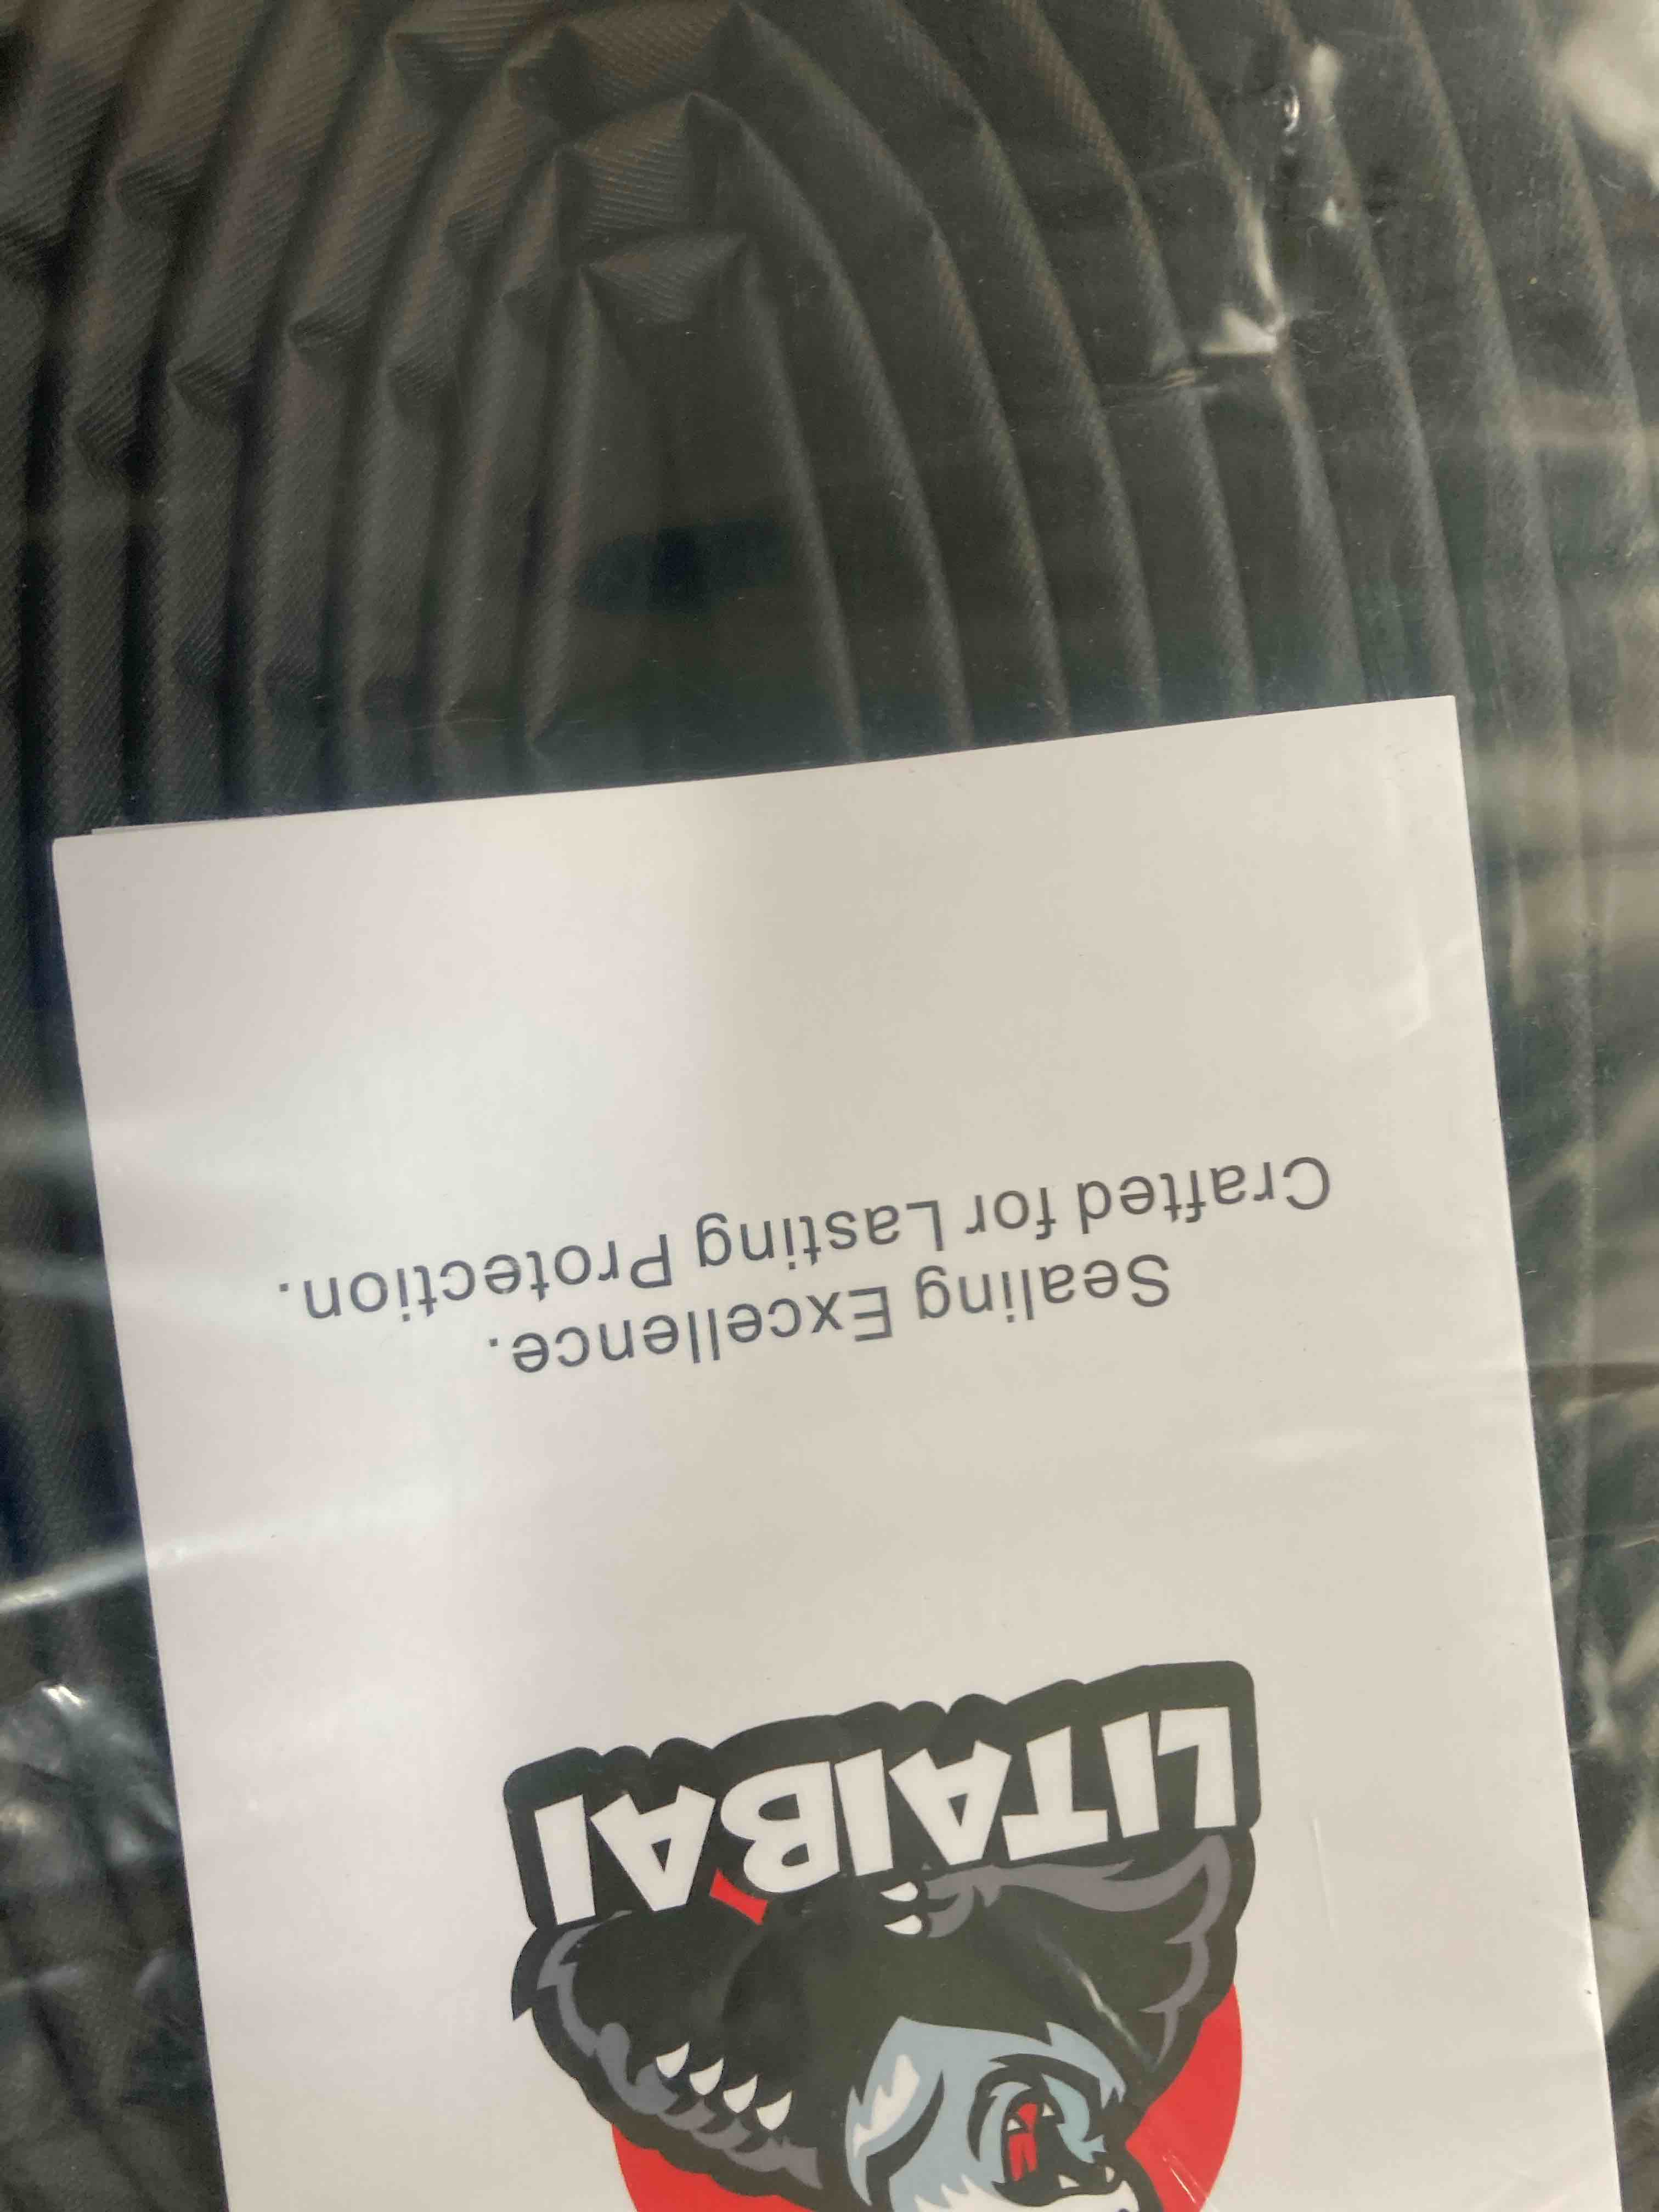 LITAIBAI
Sealing Excellence.
Crafted for Lasting Protection.